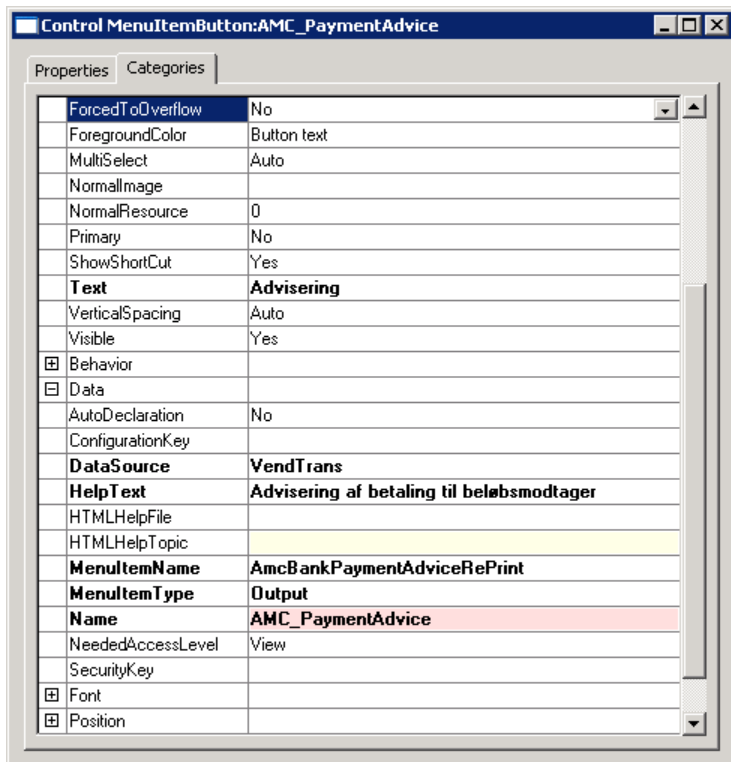 Control MenuItemButton:AMC_PaymentAdvice
Properties Categories
ForcedToOverflow No
ForegroundColor Button text
MultiSelect Auto
NormalImage
NormalResource 0
Primary No
ShowShortCut Yes
Text Advisering
VerticalSpacing Auto
Visible Yes
Behavior
Data
AutoDeclaration No
ConfigurationKey
DataSource VendTrans
HelpText Advisering af betaling til beløbsmodtager
HTMLHelpFile
HTMLHelpTopic
MenuItemName AmcBankPaymentAdviceRePrint
MenuItemType Output
Name AMC_PaymentAdvice
NeededAccessLevel View
SecurityKey
Font
Position